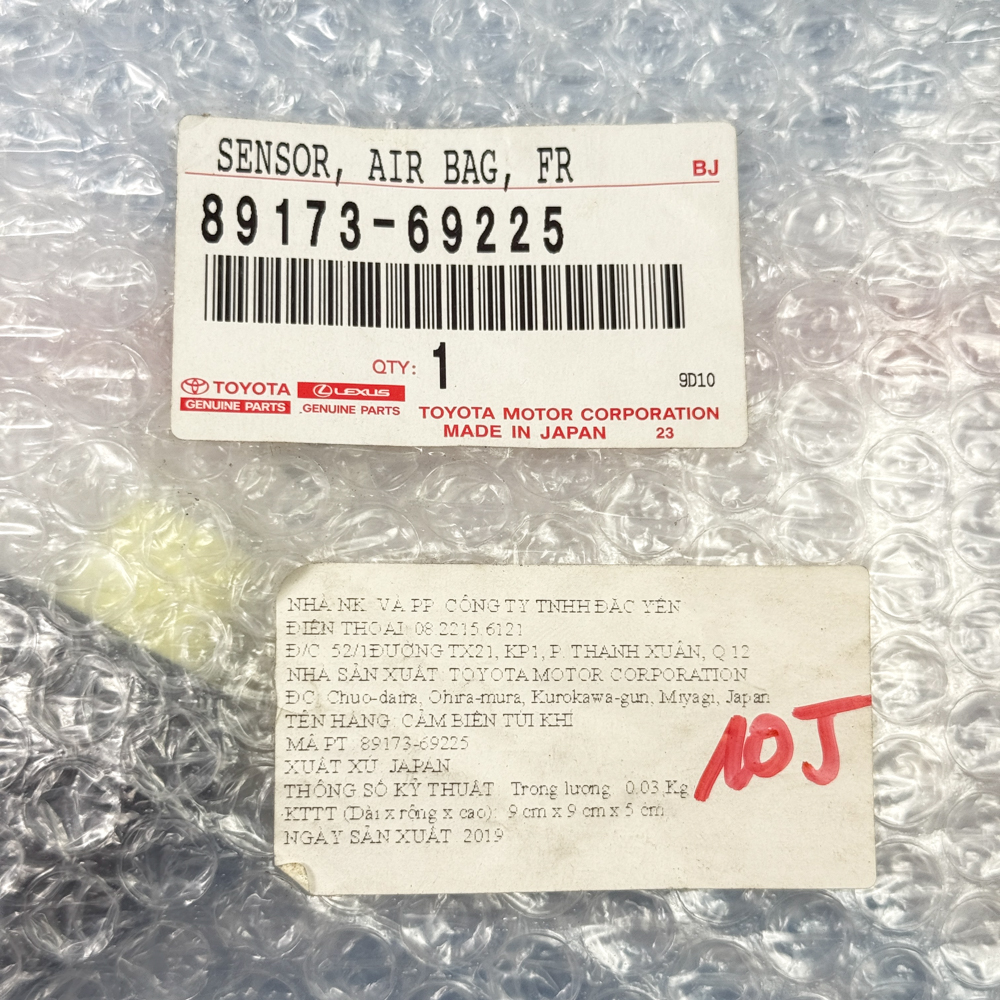 SENSOR, AIR BAG, FR
BJ
89173-69225
QTY: 1
9D10
TOYOTA
GENUINE PARTS
LEXUS
GENUINE PARTS
TOYOTA MOTOR CORPORATION
MADE IN JAPAN 23
NHÀ NK VÀ PP CÔNG TY TNHH ĐẮC YẾN
ĐIỆN THOẠI 08.2215.6121
Đ/C 52/1 ĐƯỜNG TX21, KP1, P. THẠNH XUÂN, Q 12
NHÀ SẢN XUẤT TOYOTA MOTOR CORPORATION
ĐC: Chuo-daira, Ohira-mura, Kurokawa-gun, Miyagi, Japan
TÊN HÀNG: CẢM BIẾN TÚI KHÍ
MÃ PT 89173-69225
XUẤT XỨ JAPAN
THÔNG SỐ KỸ THUẬT Trọng lượng 0.03 Kg
KTTT (Dài x rộng x cao): 9 cm x 9 cm x 5 cm
NGÀY SẢN XUẤT 2019
10J